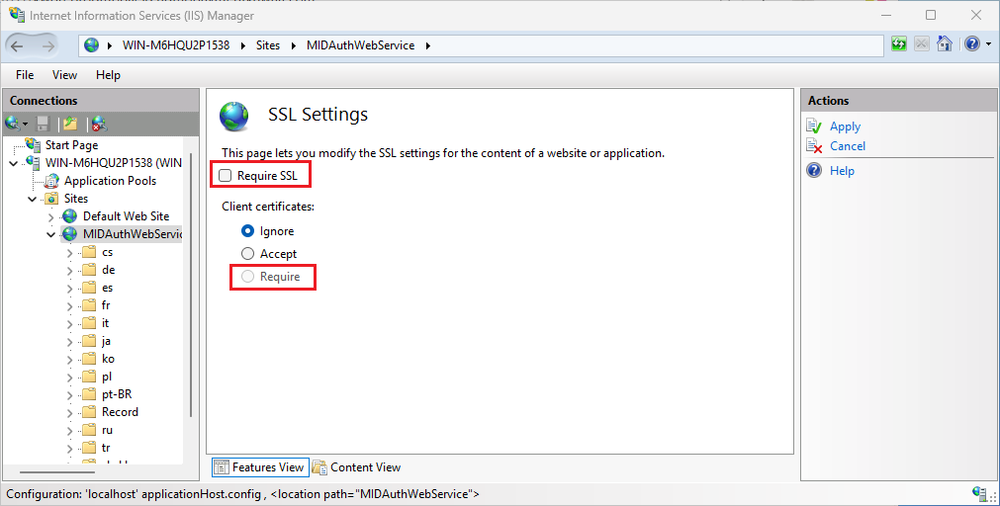 Internet Information Services (IIS) Manager
WIN-M6HQU2P1538 Sites MIDAuthWebService
File View Help
Connections
Start Page
WIN-M6HQU2P1538 (WIN
Application Pools
Sites
Default Web Site
MIDAuthWebServic
cs
de
es
fr
it
ja
ko
pl
pt-BR
Record
ru
tr
SSL Settings
This page lets you modify the SSL settings for the content of a website or application.
Require SSL
Client certificates:
Ignore
Accept
Require
Features View Content View
Actions
Apply
Cancel
Help
Configuration: 'localhost' applicationHost.config , <location path="MIDAuthWebService">